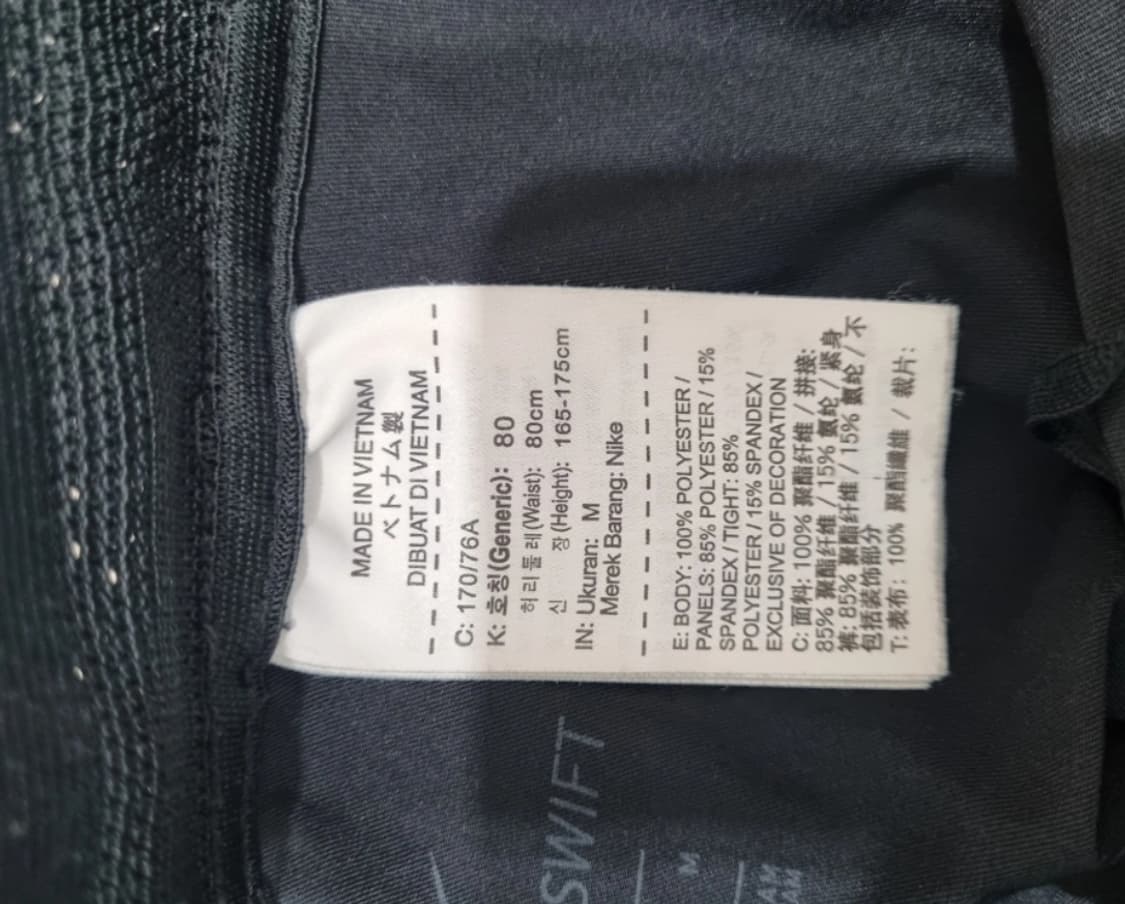 MADE IN VIETNAM
ベトナム製
DIBUAT DI VIETNAM
C: 170/76A
K: 호칭(Generic): 80
허리둘레(Waist): 80cm
신 장(Height): 165-175cm
IN: Ukuran: M
Merek Barang: Nike
E: BODY: 100% POLYESTER /
PANELS: 85% POLYESTER / 15%
SPANDEX / TIGHT: 85%
POLYESTER / 15% SPANDEX /
EXCLUSIVE OF DECORATION
C: 面料: 100% 聚酯纤维 / 拼接:
85% 聚酯纤维 / 15% 氨纶 / 紧身
裤: 85% 聚酯纤维 / 15% 氨纶 / 不
包括装饰部分
T: 表布: 100% 聚酯纖維 / 裁片:
SWIFT
M